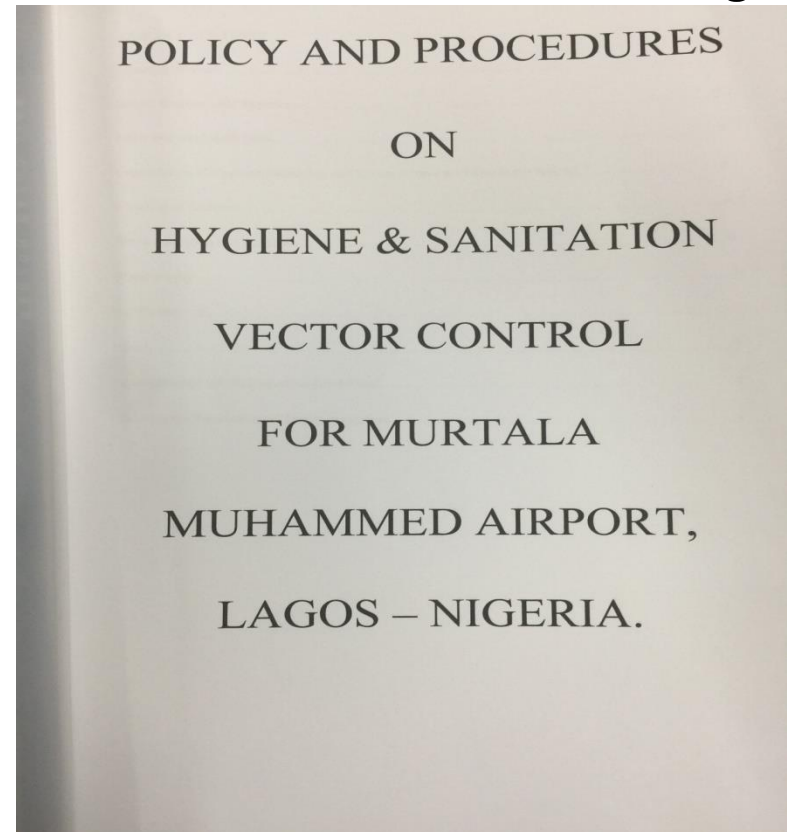 POLICY AND PROCEDURES
ON
HYGIENE & SANITATION
VECTOR CONTROL
FOR MURTALA
MUHAMMED AIRPORT,
LAGOS – NIGERIA.